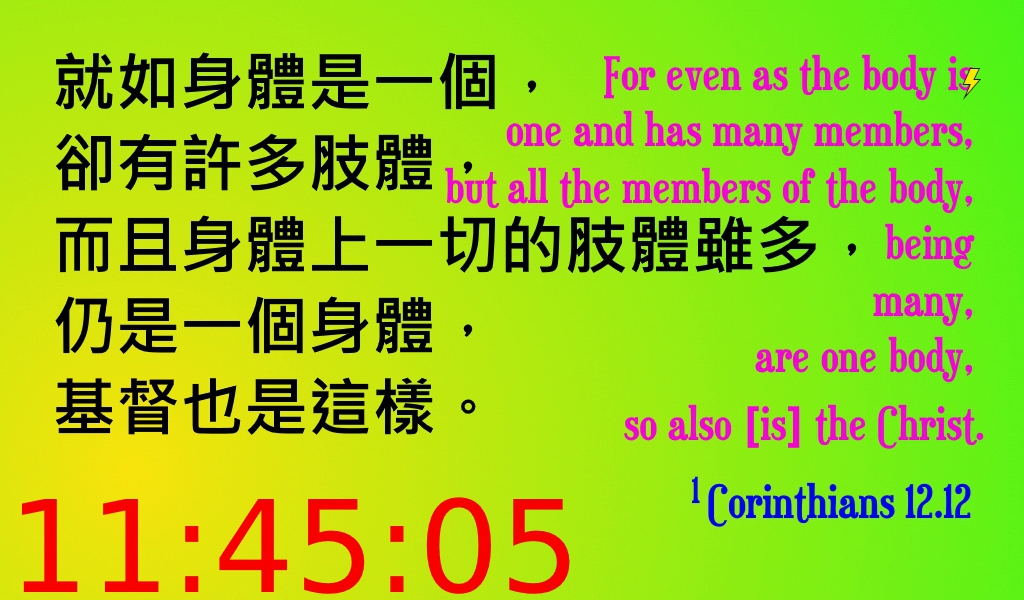 就如身體是一個，
卻有許多肢體，
而且身體上一切的肢體雖多，
仍是一個身體，
基督也是這樣。
For even as the body is
one and has many members,
but all the members of the body,
being
many,
are one body,
so also [is] the Christ.
1 Corinthians 12.12
11:45:05